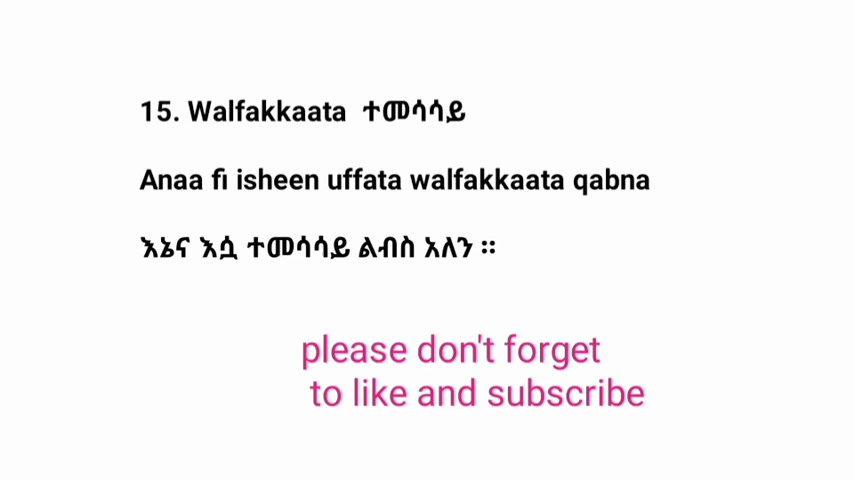 15. Walfakkaata ተመሳሳይ
Anaa fi isheen uffata walfakkaata qabna
እኔና እሷ ተመሳሳይ ልብስ አለን ።
please don't forget
to like and subscribe